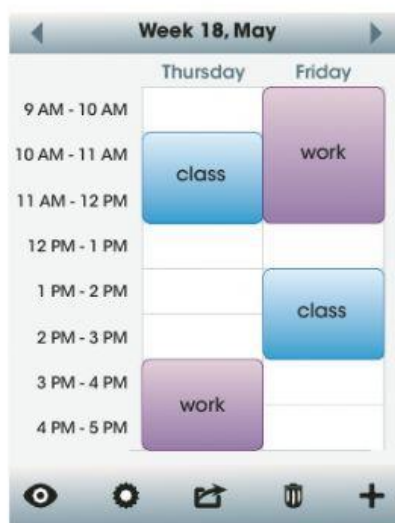 Week 18, May
Thursday Friday
9 AM - 10 AM
10 AM - 11 AM
work
class
11 AM - 12 PM
12 PM - 1 PM
1 PM - 2 PM
class
2 PM - 3 PM
3 PM - 4 PM
work
4 PM - 5 PM